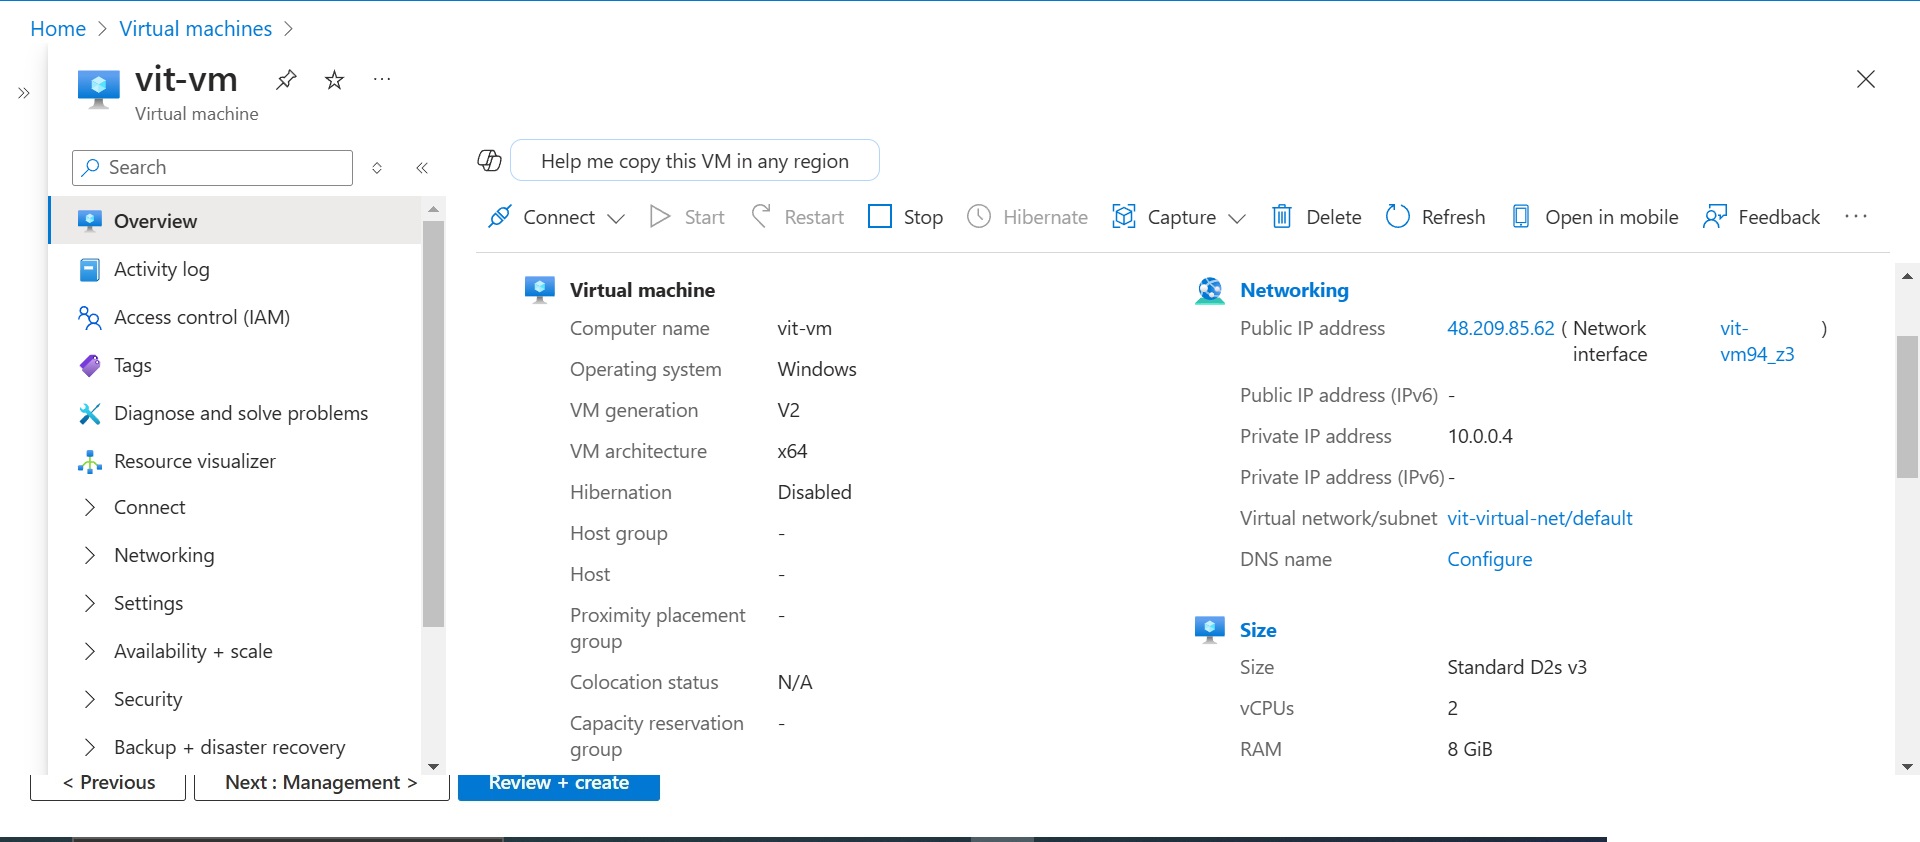 Home > Virtual machines >
vit-vm
Virtual machine
Search
Overview
Activity log
Access control (IAM)
Tags
Diagnose and solve problems
Resource visualizer
Connect
Networking
Settings
Availability + scale
Security
Backup + disaster recovery
Help me copy this VM in any region
Connect Start Restart Stop Hibernate Capture Delete Refresh Open in mobile Feedback
Virtual machine
Computer name vit-vm
Operating system Windows
VM generation V2
VM architecture x64
Hibernation Disabled
Host group -
Host -
Proximity placement -
group
Colocation status N/A
Capacity reservation -
group
Networking
Public IP address 48.209.85.62 ( Network vit- )
interface vm94_z3
Public IP address (IPv6) -
Private IP address 10.0.0.4
Private IP address (IPv6) -
Virtual network/subnet vit-virtual-net/default
DNS name Configure
Size
Size Standard D2s v3
vCPUs 2
RAM 8 GiB
< Previous Next : Management > Review + create